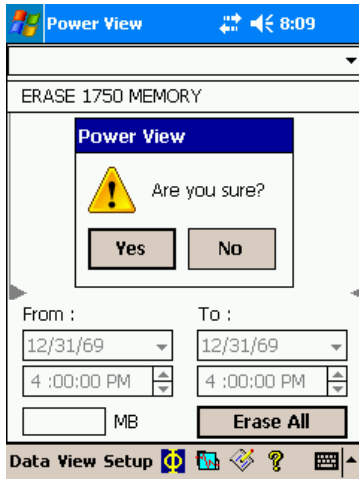 Power View 8:09
ERASE 1750 MEMORY
Power View
Are you sure?
Yes No
From : To :
12/31/69 12/31/69
4 :00:00 PM 4 :00:00 PM
MB Erase All
Data View Setup